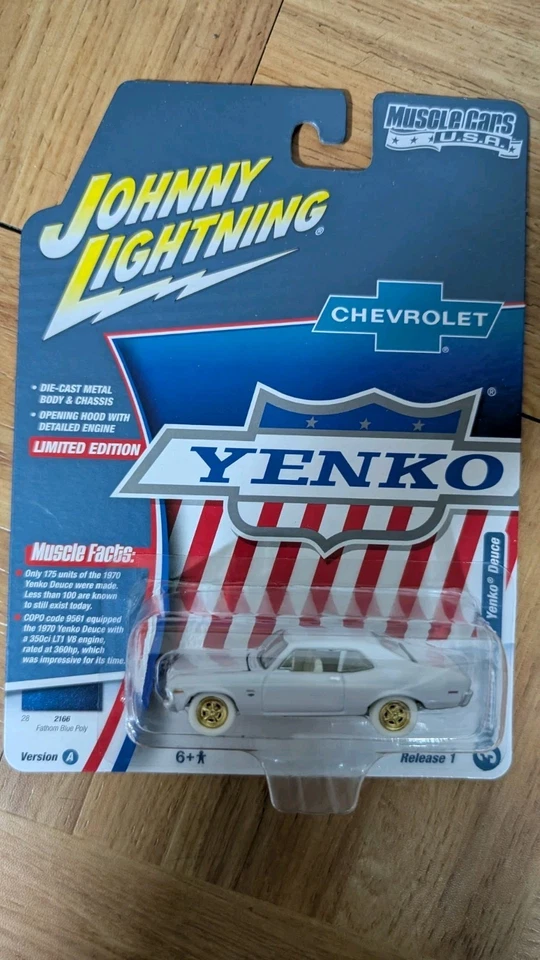 Muscle Cars
U.S.A.
JOHNNY
LIGHTNING®
CHEVROLET
®
• DIE-CAST METAL
BODY & CHASSIS
• OPENING HOOD WITH
DETAILED ENGINE
LIMITED EDITION
®
YENKO
Muscle Facts:
Only 175 units of the 1970
Yenko Deuce were made.
Less than 100 are known
to still exist today.
COPO code 9561 equipped
the 1970 Yenko Deuce with
a 350ci LT1 V8 engine,
rated at 360hp, which
was impressive for its time.
Yenko® Deuce
28 2166
Fathom Blue Poly
Version A
6+
Release 1